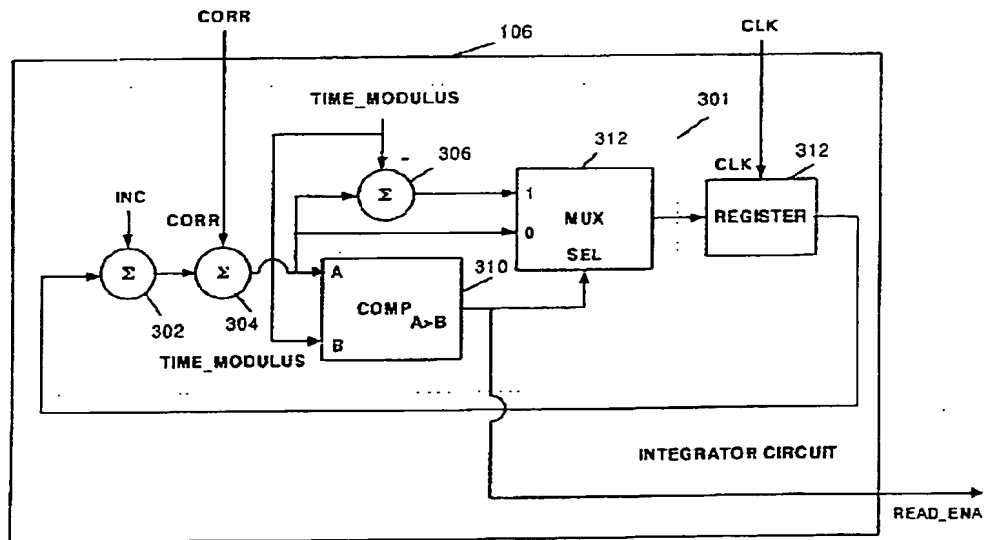 CORR
CLK
106
TIME_MODULUS
301
306
312
CLK
312
INC
CORR
-
Σ
1
MUX
REGISTER
0
SEL
Σ
Σ
A
310
COMP A>B
302
304
B
TIME_MODULUS
INTEGRATOR CIRCUIT
READ_ENA